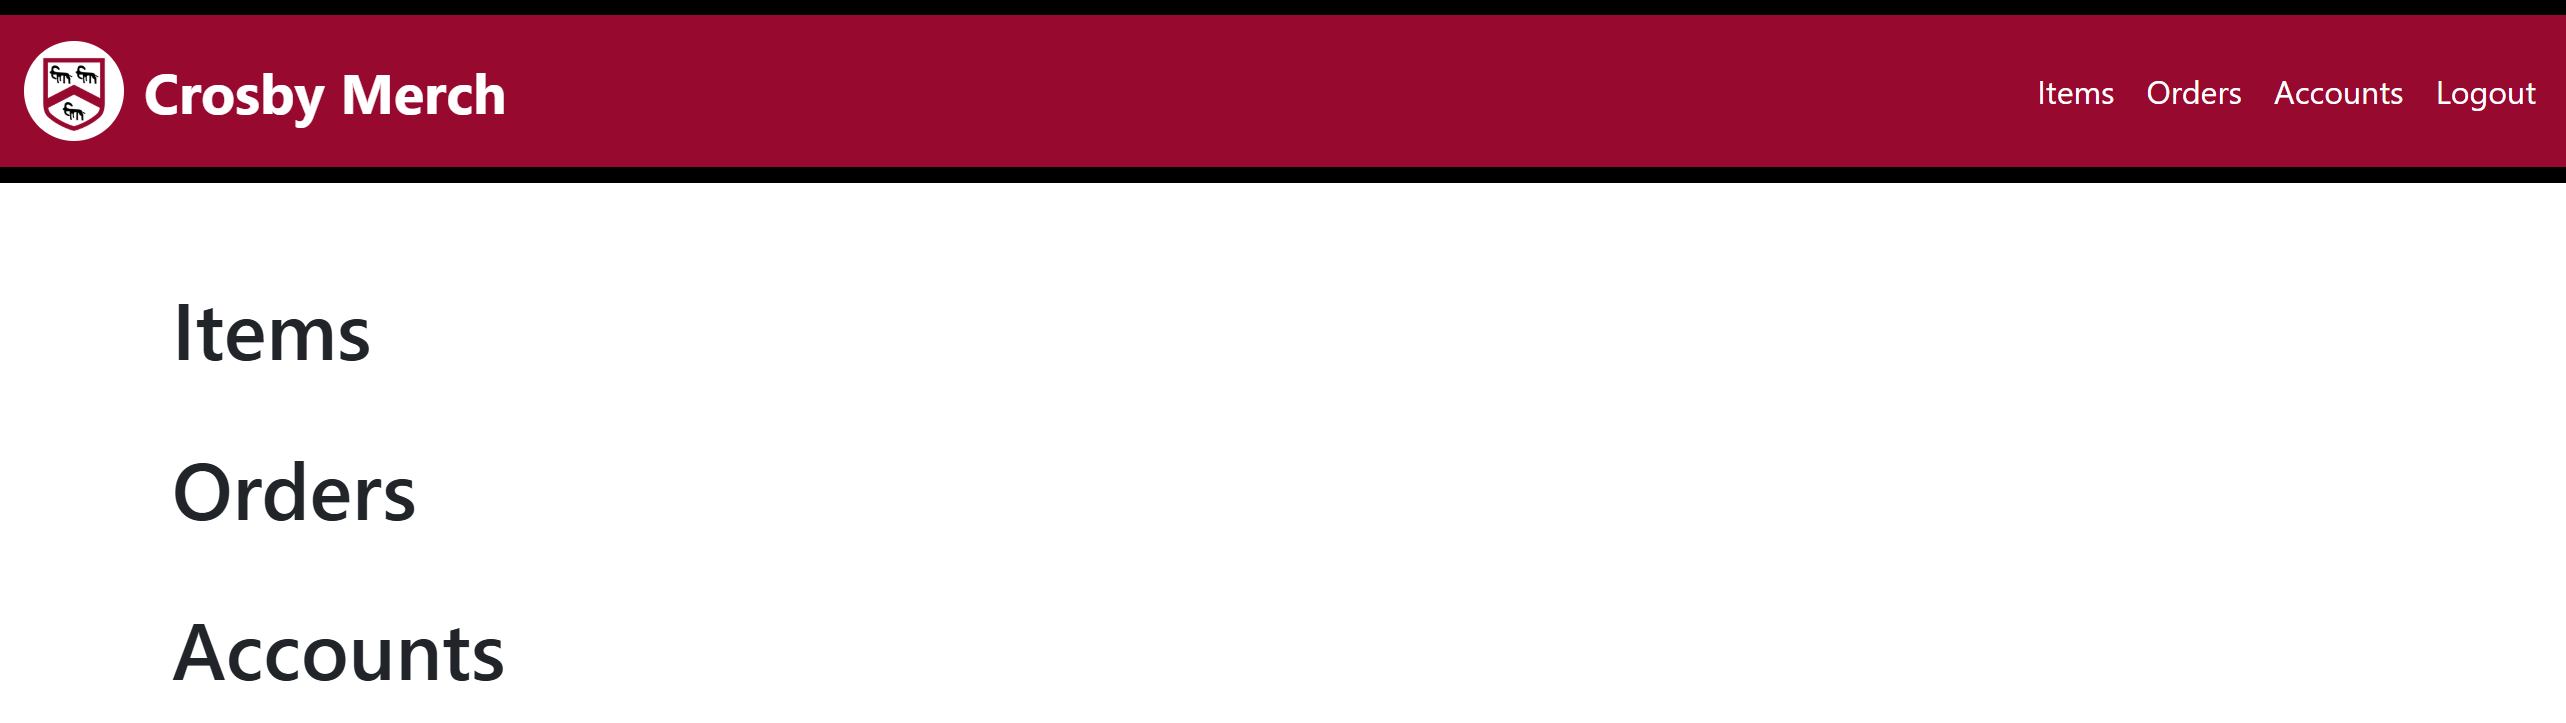 Crosby Merch
Items Orders Accounts Logout
Items
Orders
Accounts